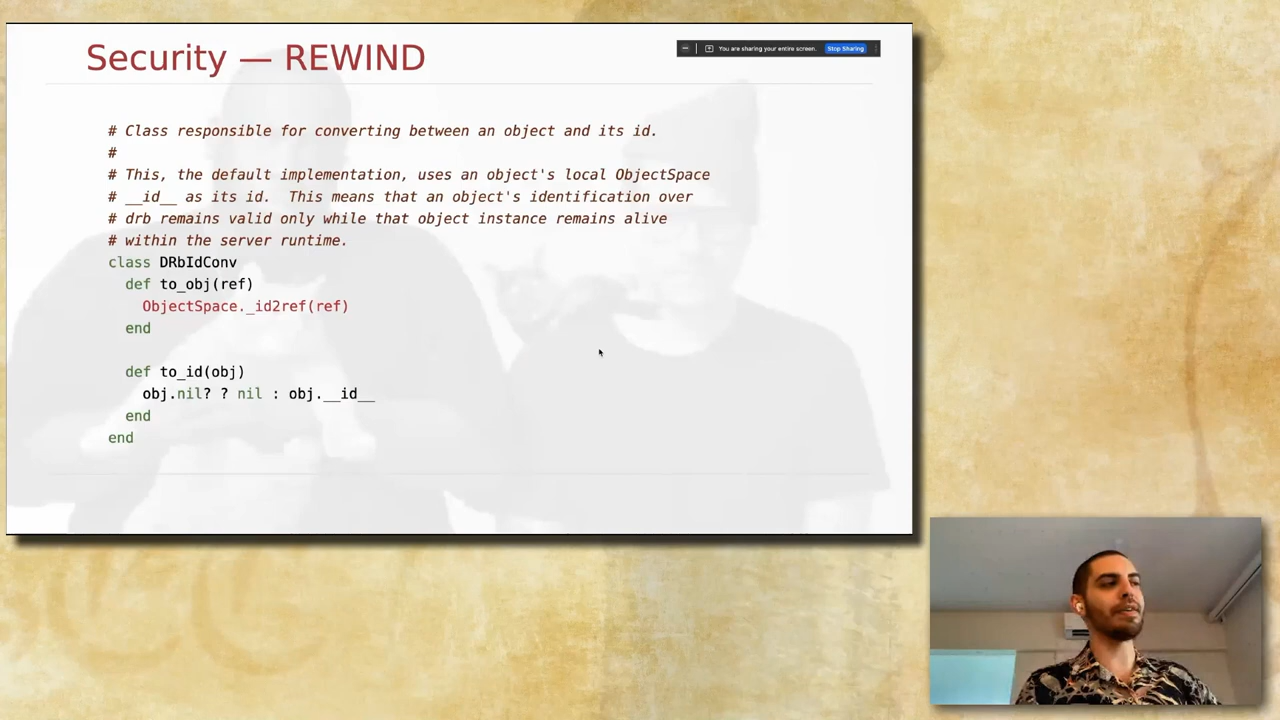 Security — REWIND
You are sharing your entire screen. Stop Sharing
# Class responsible for converting between an object and its id.
#
# This, the default implementation, uses an object's local ObjectSpace
# __id__ as its id.  This means that an object's identification over
# drb remains valid only while that object instance remains alive
# within the server runtime.
class DRbIdConv
  def to_obj(ref)
    ObjectSpace._id2ref(ref)
  end
  def to_id(obj)
    obj.nil? ? nil : obj.__id__
  end
end